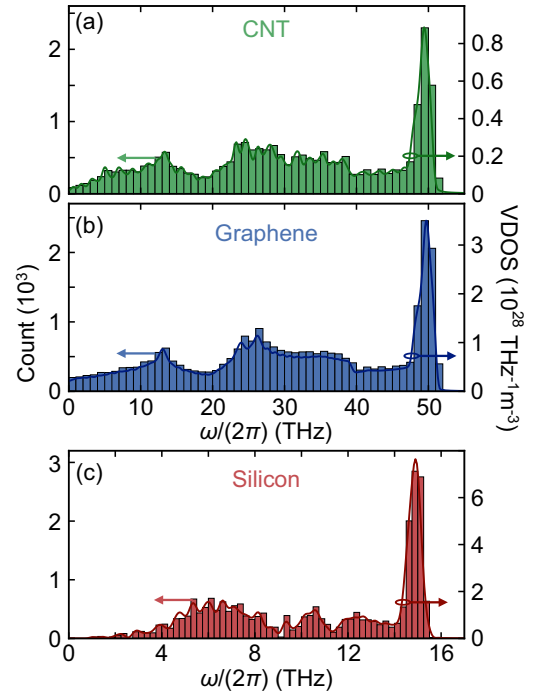 (a)
CNT
2
1
0
0.8
0.6
0.4
0.2
0
(b)
Graphene
2
1
0
3
2
1
0
0 10 20 30 40 50
ω/(2π) (THz)
Count (10³)
VDOS (10²⁸ THz⁻¹m⁻³)
(c)
Silicon
3
2
1
0
6
4
2
0
0 4 8 12 16
ω/(2π) (THz)